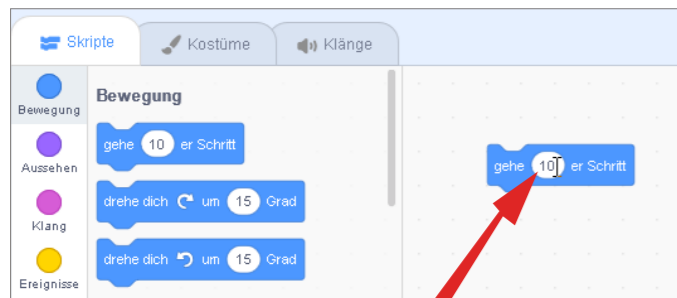 Skripte
Kostüme
Klänge
Bewegung
Aussehen
Klang
Ereignisse
Bewegung
gehe 10 er Schritt
drehe dich um 15 Grad
drehe dich um 15 Grad
gehe 10 er Schritt